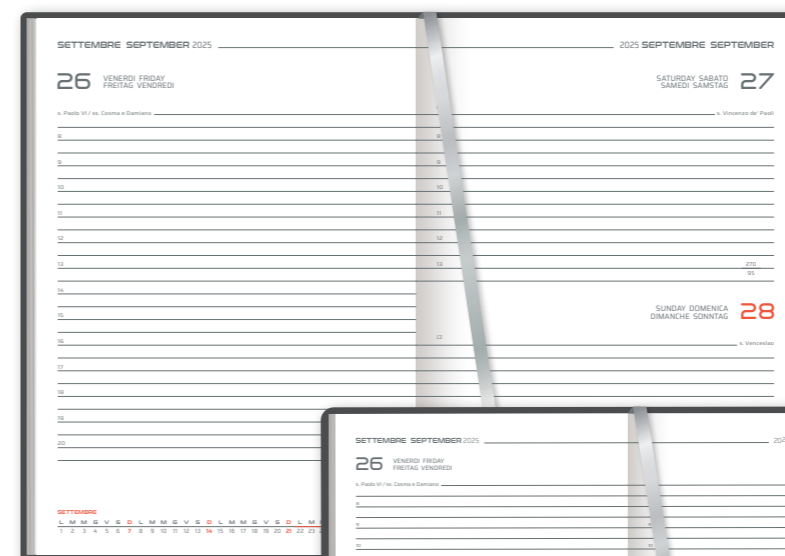 SETTEMBRE SEPTEMBER 2025
26
VENERDI FRIDAY
FREITAG VENDREDI
s. Paolo VI / ss. Cosma e Damiano
8
9
10
11
12
13
14
15
16
17
18
19
20
SETTEMBRE
L M M G V S D L M M G V S D L M M G V S D L M
1 2 3 4 5 6 7 8 9 10 11 12 13 14 15 16 17 18 19 20 21 22 23
2025 SEPTEMBRE SEPTEMBER
SATURDAY SABATO
SAMEDI SAMSTAG
27
s. Vincenzo de' Paoli
8
9
10
11
12
13
270
95
SUNDAY DOMENICA
DIMANCHE SONNTAG
28
s. Venceslao
12
SETTEMBRE SEPTEMBER 2025
26
VENERDI FRIDAY
FREITAG VENDREDI
s. Paolo VI / ss. Cosma e Damiano
8
9
10
8
9
10